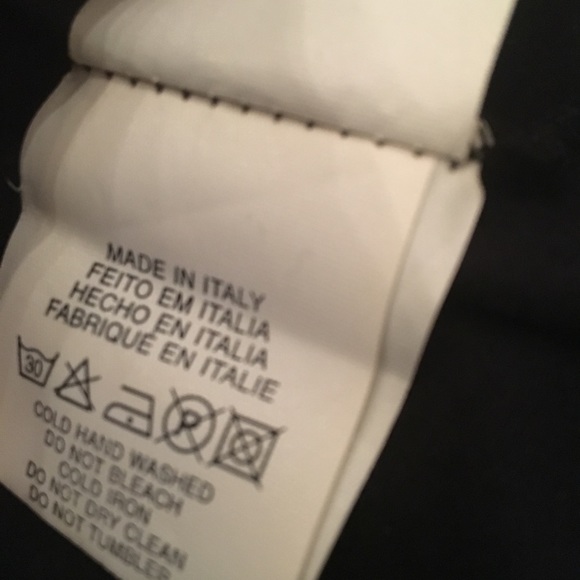 MADE IN ITALY
FEITO EM ITALIA
HECHO EN ITALIA
FABRIQUÉ EN ITALIE
30 P
COLD HAND WASHED
DO NOT BLEACH
COLD IRON
DO NOT DRY CLEAN
DO NOT TUMBLER